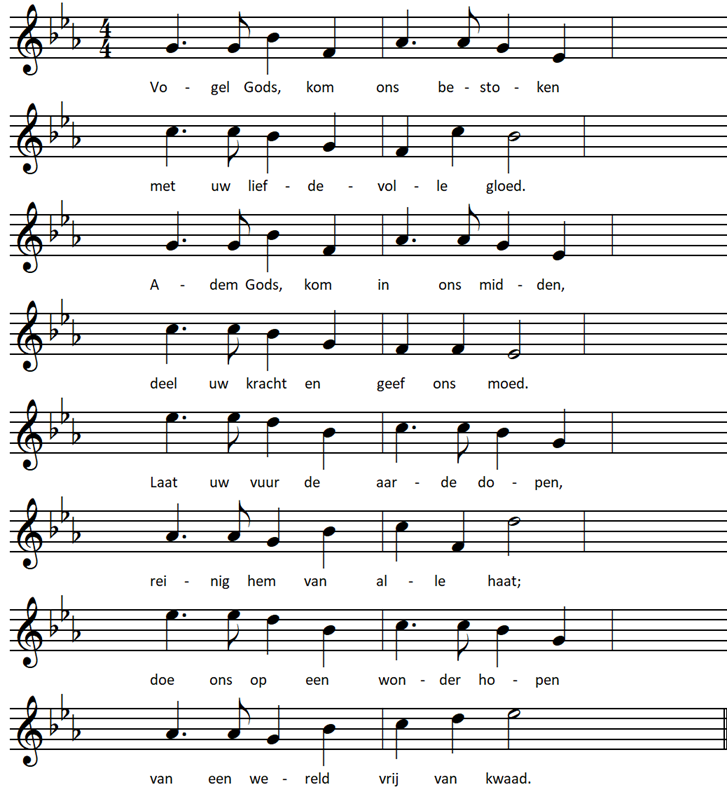 Vo - gel Gods, kom ons be - sto - ken
met uw lief - de - vol - le gloed.
A - dem Gods, kom in ons mid - den,
deel uw kracht en geef ons moed.
Laat uw vuur de aar - de do - pen,
rei - nig hem van al - le haat;
doe ons op een won - der ho - pen
van een we - reld vrij van kwaad.